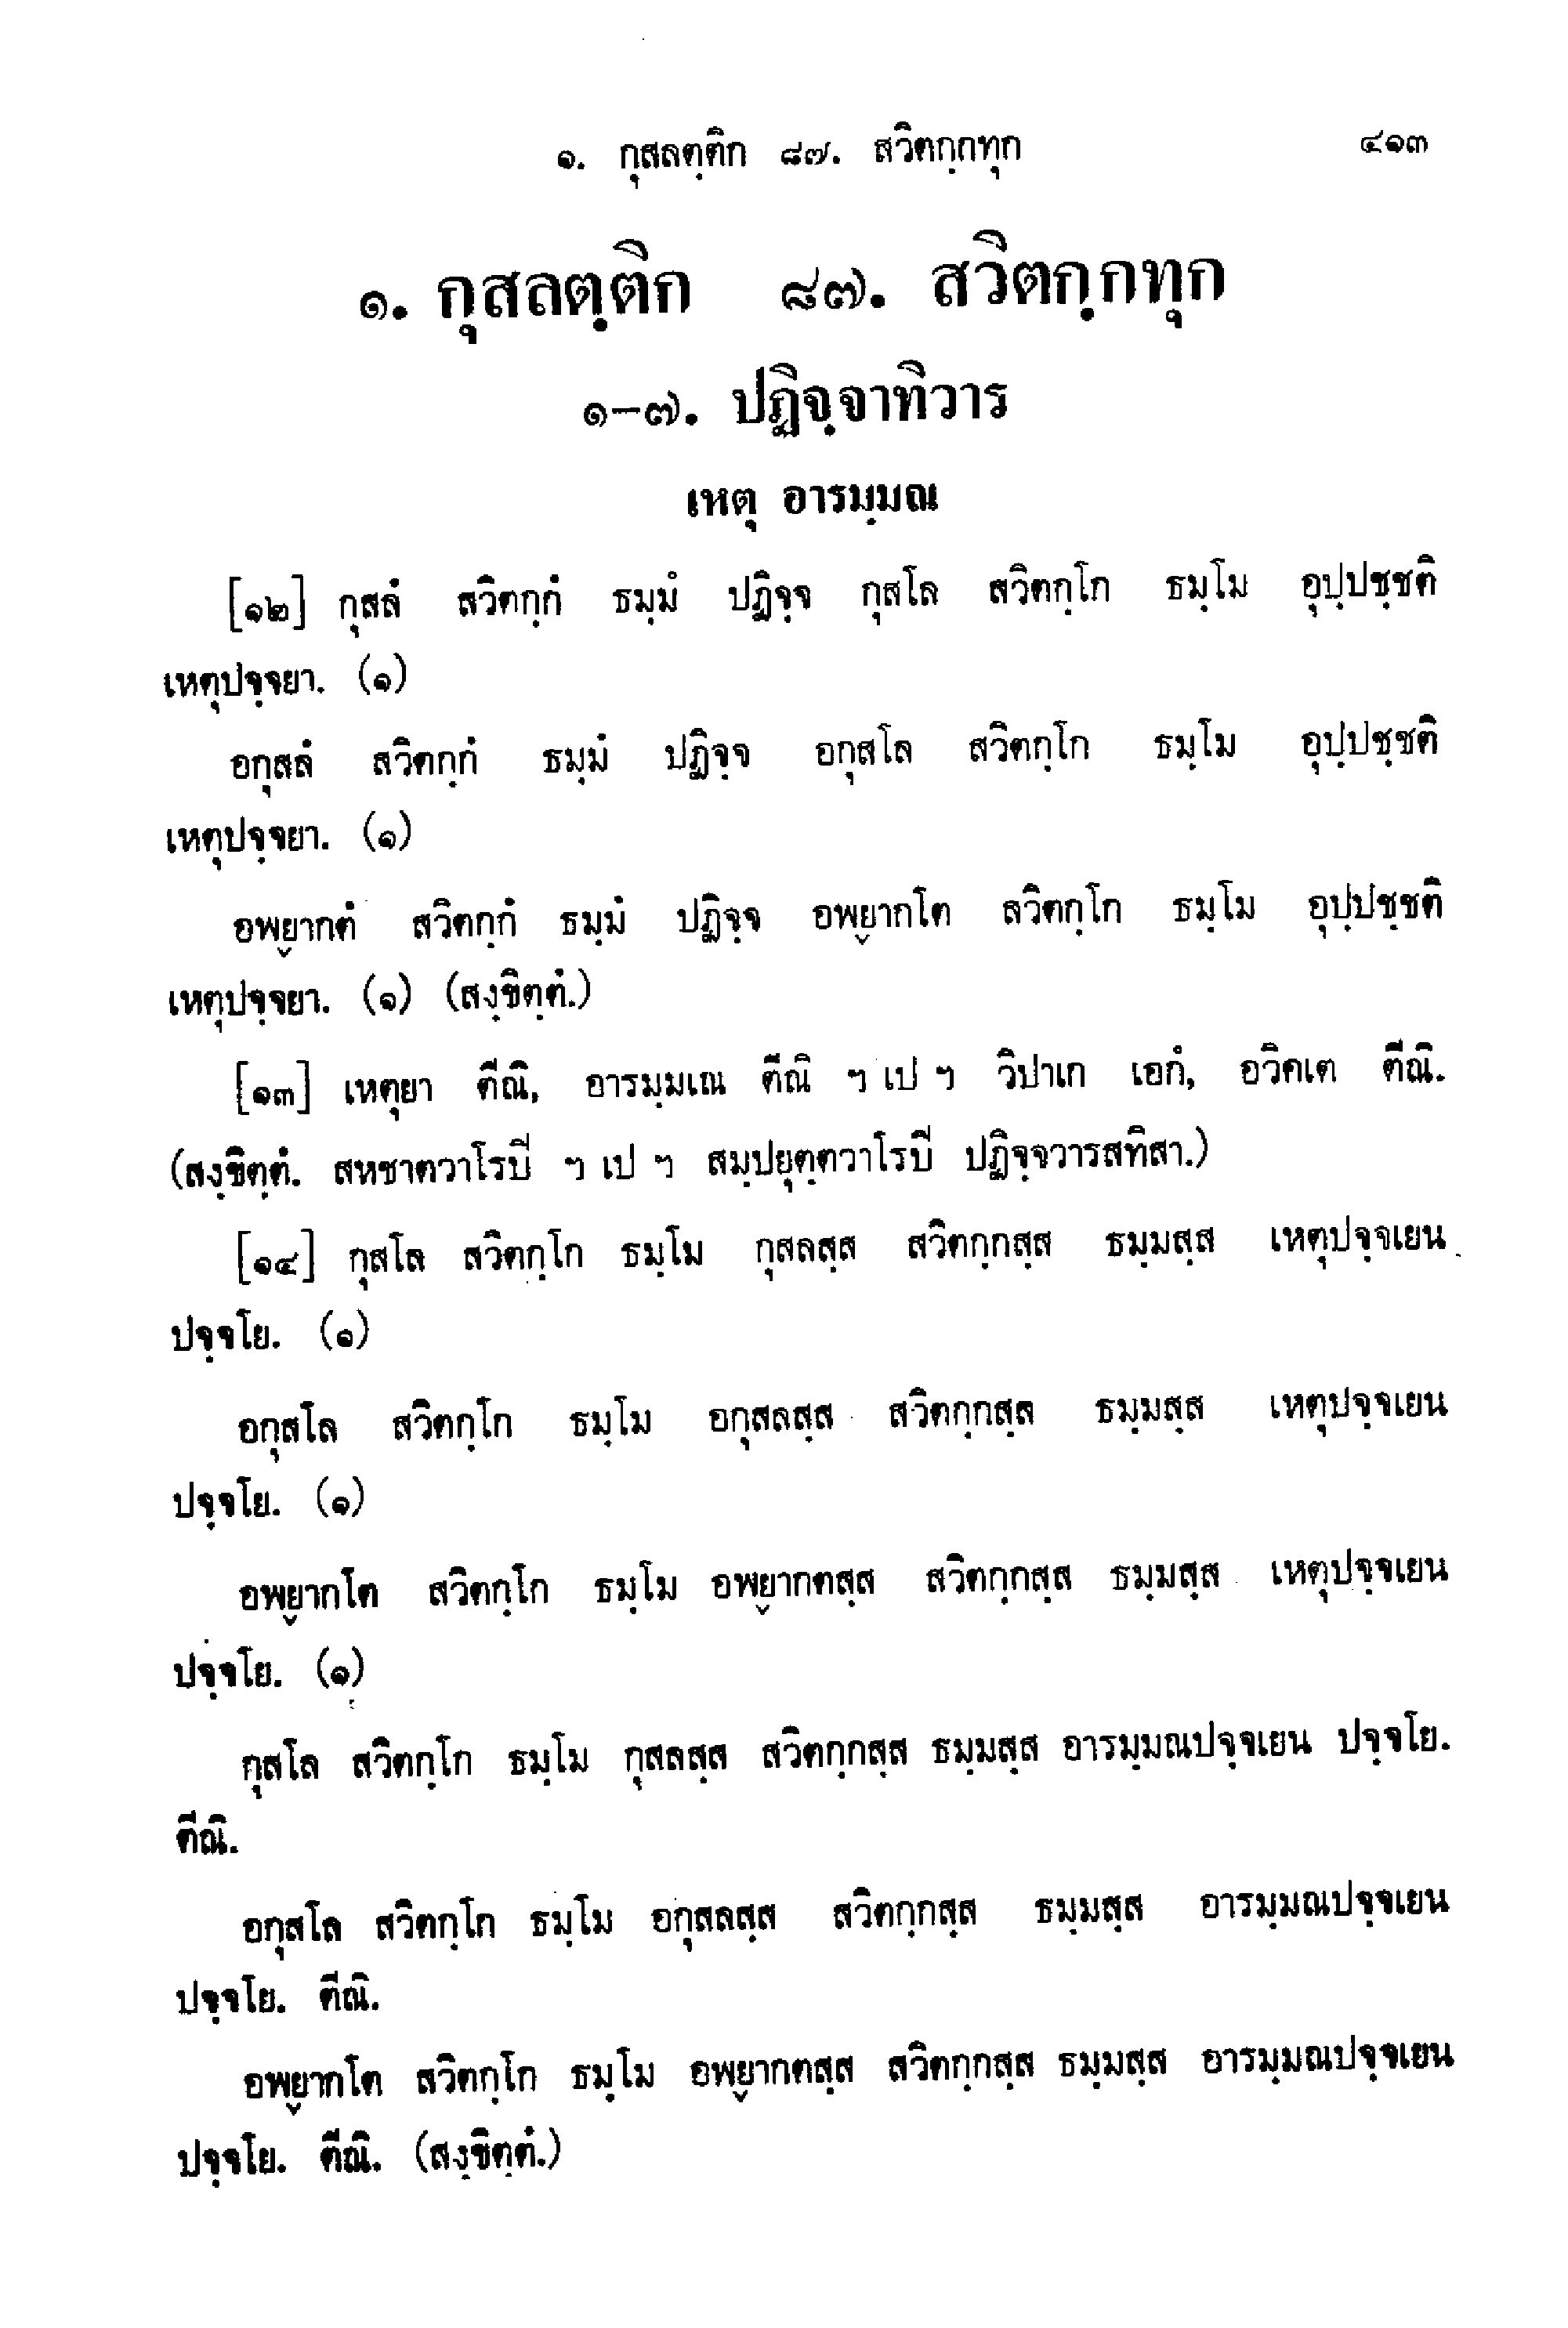 ๑. กุสลตฺติก ๘๗. สวิตกฺกทุก ๔๑๓
๑. กุสลตฺติก ๘๗. สวิตกฺกทุก
๑-๗. ปฏิจฺจาทิวาร
เหตุ อารมฺมณ
[๑๒] กุสลํ สวิตกฺกํ ธมฺมํ ปฏิจฺจ กุสโล สวิตกฺโก ธมฺโม อุปฺปชฺชติ
เหตุปจฺจยา. (๑)
อกุสลํ สวิตกฺกํ ธมฺมํ ปฏิจฺจ อกุสโล สวิตกฺโก ธมฺโม อุปฺปชฺชติ
เหตุปจฺจยา. (๑)
อพฺยากตํ สวิตกฺกํ ธมฺมํ ปฏิจฺจ อพฺยากโต สวิตกฺโก ธมฺโม อุปฺปชฺชติ
เหตุปจฺจยา. (๑) (สงฺขิตฺตํ.)
[๑๓] เหตุยา ตีณิ, อารมฺมเณ ตีณิ ฯ เป ฯ วิปาเก เอกํ, อวิคเต ตีณิ.
(สงฺขิตฺตํ. สหชาตวาโรปี ฯ เป ฯ สมฺปยุตฺตวาโรปี ปฏิจฺจวารสทิสา.)
[๑๔] กุสโล สวิตกฺโก ธมฺโม กุสลสฺส สวิตกฺกสฺส ธมฺมสฺส เหตุปจฺจเยน
ปจฺจโย. (๑)
อกุสโล สวิตกฺโก ธมฺโม อกุสลสฺส สวิตกฺกสฺส ธมฺมสฺส เหตุปจฺจเยน
ปจฺจโย. (๑)
อพฺยากโต สวิตกฺโก ธมฺโม อพฺยากตสฺส สวิตกฺกสฺส ธมฺมสฺส เหตุปจฺจเยน
ปจฺจโย. (๑)
กุสโล สวิตกฺโก ธมฺโม กุสลสฺส สวิตกฺกสฺส ธมฺมสฺส อารมฺมณปจฺจเยน ปจฺจโย.
ตีณิ.
อกุสโล สวิตกฺโก ธมฺโม อกุสลสฺส สวิตกฺกสฺส ธมฺมสฺส อารมฺมณปจฺจเยน
ปจฺจโย. ตีณิ.
อพฺยากโต สวิตกฺโก ธมฺโม อพฺยากตสฺส สวิตกฺกสฺส ธมฺมสฺส อารมฺมณปจฺจเยน
ปจฺจโย. ตีณิ. (สงฺขิตฺตํ.)